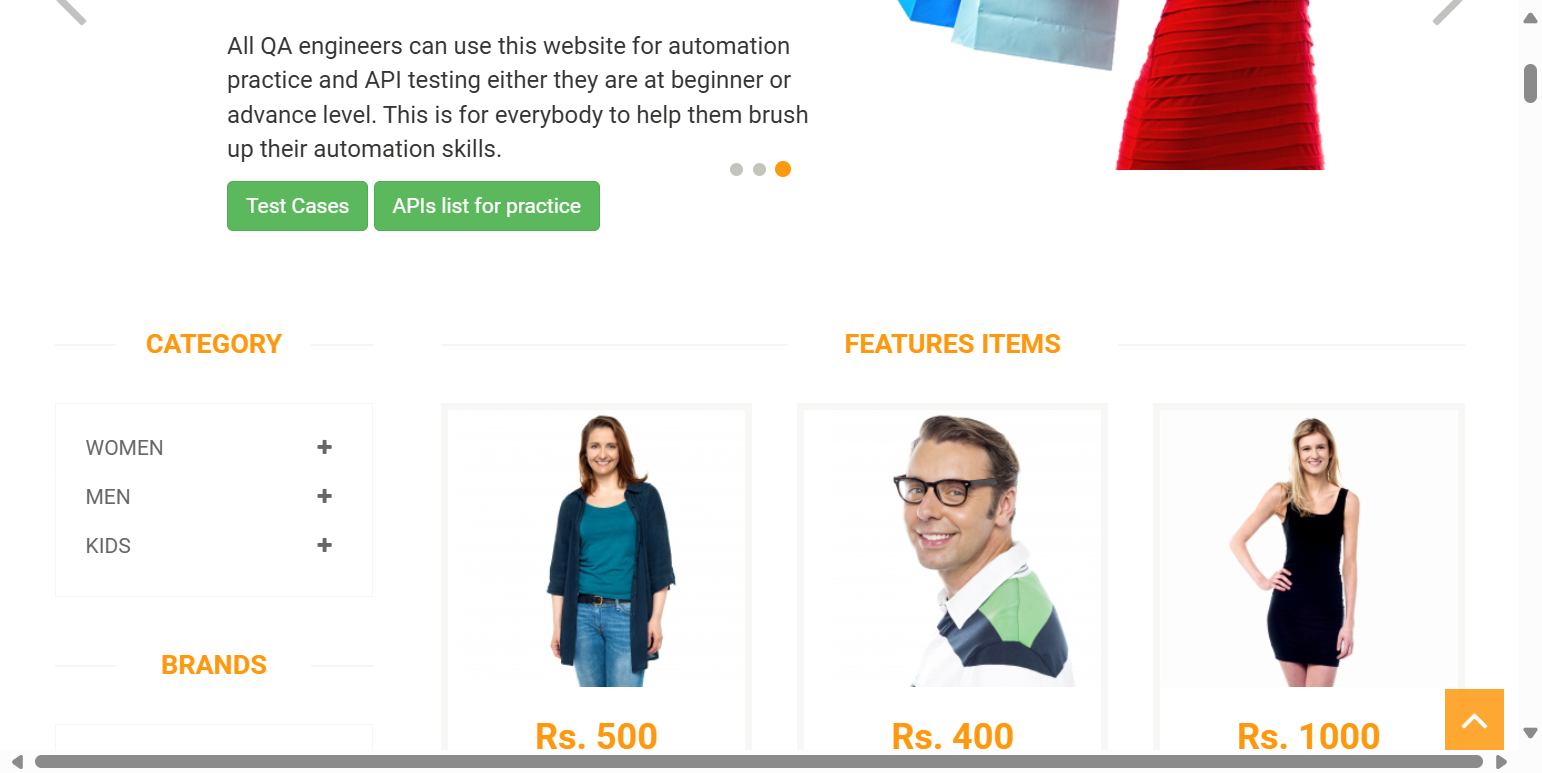 All QA engineers can use this website for automation
practice and API testing either they are at beginner or
advance level. This is for everybody to help them brush
up their automation skills.
Test Cases
APIs list for practice
CATEGORY
WOMEN
MEN
KIDS
BRANDS
FEATURES ITEMS
Rs. 500
Rs. 400
Rs. 1000